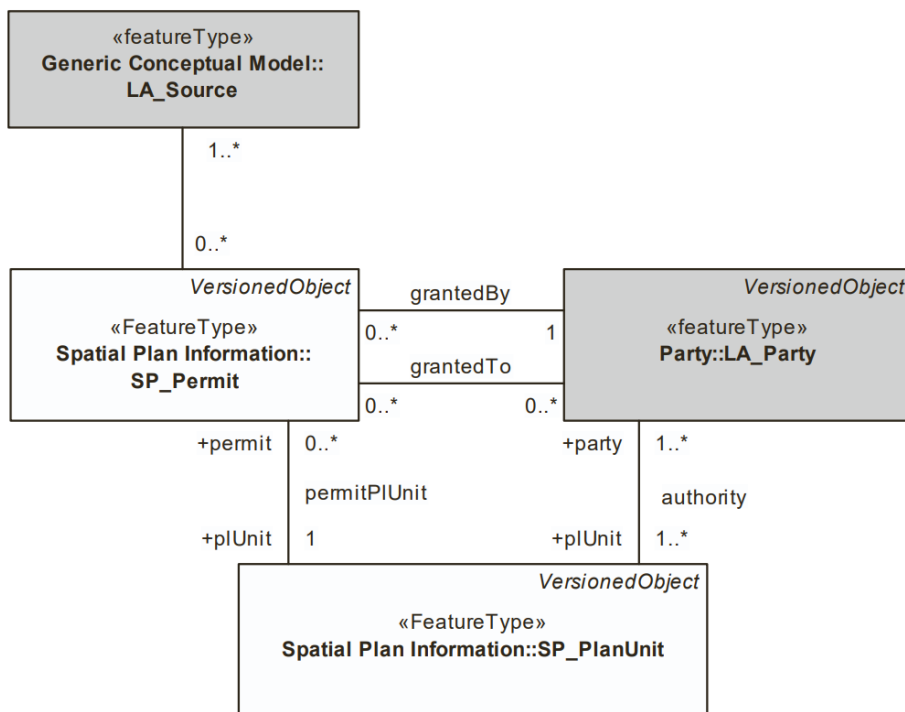 «featureType»
Generic Conceptual Model::
LA_Source
1..*
0..*
VersionedObject
«FeatureType»
Spatial Plan Information::
SP_Permit
grantedBy
0..*
1
grantedTo
0..*
0..*
VersionedObject
«featureType»
Party::LA_Party
+permit
0..*
+party
1..*
permitPlUnit
authority
+plUnit
1
+plUnit
1..*
VersionedObject
«FeatureType»
Spatial Plan Information::SP_PlanUnit